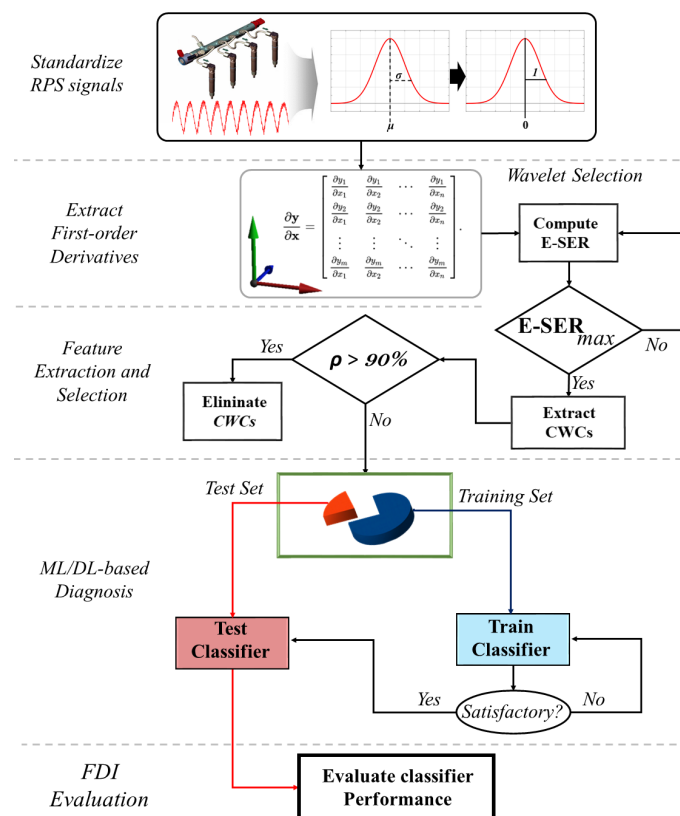 Standardize
RPS signals
σ
μ
1
0
Extract
First-order
Derivatives
∂y/∂x = [ ∂y₁/∂x₁ ∂y₁/∂x₂ ⋯ ∂y₁/∂xₙ
∂y₂/∂x₁ ∂y₂/∂x₂ ⋯ ∂y₂/∂xₙ
⋮ ⋮ ⋱ ⋮
∂yₘ/∂x₁ ∂yₘ/∂x₂ ⋯ ∂yₘ/∂xₙ ] .
Wavelet Selection
Compute
E-SER
E-SER max
No
Yes
Feature
Extraction and
Selection
Yes
ρ > 90%
No
Elininate
CWCs
Extract
CWCs
Test Set
Training Set
ML/DL-based
Diagnosis
Test
Classifier
Train
Classifier
Yes
Satisfactory?
No
FDI
Evaluation
Evaluate classifier
Performance